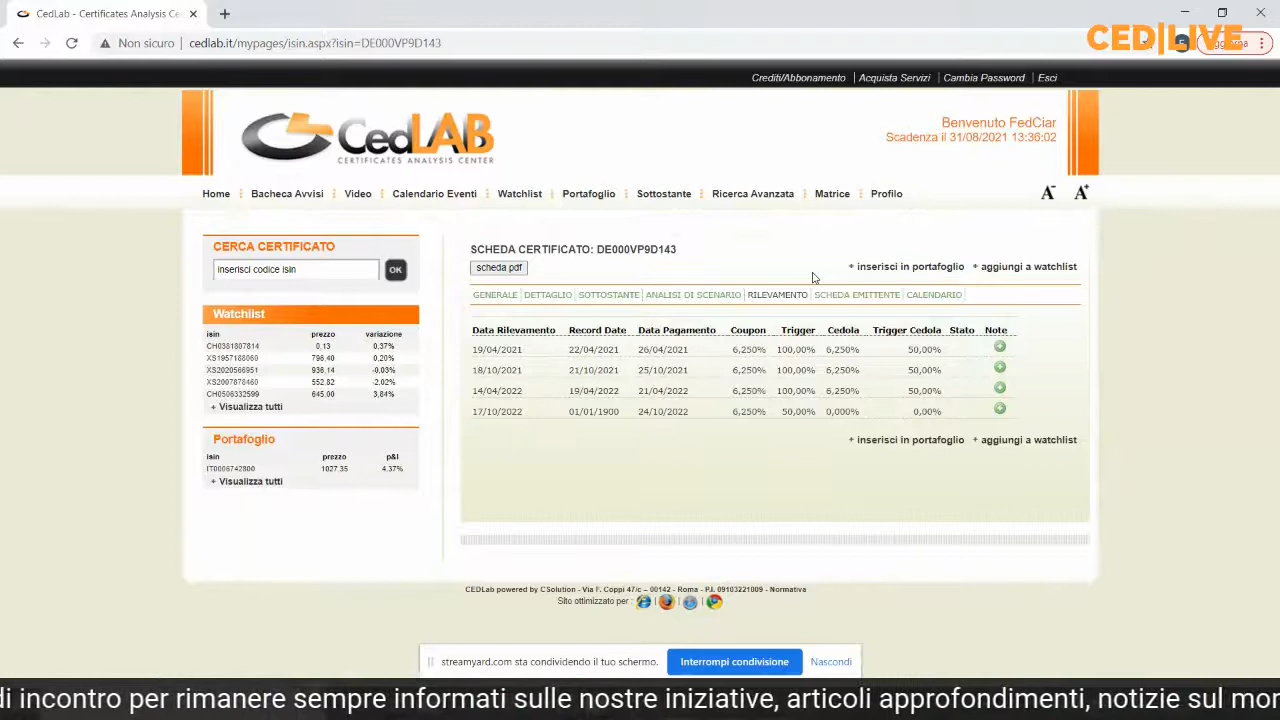 CedLab - Certificates Analysis Ce
Non sicuro | cedlab.it/mypages/isin.aspx?isin=DE000VP9D143
CED|LIVE
Crediti/Abbonamento | Acquista Servizi | Cambia Password | Esci
CedLAB
CERTIFICATES ANALYSIS CENTER
Benvenuto FedCiar
Scadenza il 31/08/2021 13:36:02
Home Bacheca Avvisi Video Calendario Eventi Watchlist Portafoglio Sottostante Ricerca Avanzata Matrice Profilo A- A+
CERCA CERTIFICATO
inserisci codice isin OK
Watchlist
isin prezzo variazione
CH0381807814 0,13 0,37%
XS1957188060 798.40 0,20%
XS2020566951 936.14 -0,03%
XS2007878460 552.82 -2,02%
CH0506332599 645.00 3,84%
+ Visualizza tutti
Portafoglio
isin prezzo p&l
IT0006742800 1027.35 4.37%
+ Visualizza tutti
SCHEDA CERTIFICATO: DE000VP9D143
scheda pdf
+ inserisci in portafoglio + aggiungi a watchlist
GENERALE | DETTAGLIO | SOTTOSTANTE | ANALISI DI SCENARIO | RILEVAMENTO | SCHEDA EMITTENTE | CALENDARIO |
Data Rilevamento Record Date Data Pagamento Coupon Trigger Cedola Trigger Cedola Stato Note
19/04/2021 22/04/2021 26/04/2021 6,250% 100,00% 6,250% 50,00%
18/10/2021 21/10/2021 25/10/2021 6,250% 100,00% 6,250% 50,00%
14/04/2022 19/04/2022 21/04/2022 6,250% 100,00% 6,250% 50,00%
17/10/2022 01/01/1900 24/10/2022 6,250% 50,00% 0,000% 0,00%
+ inserisci in portafoglio + aggiungi a watchlist
CEDLab powered by CSolution - Via F. Coppi 47/c – 00142 - Roma - P.I. 09103221009 - Normativa
Sito ottimizzato per :
streamyard.com sta condividendo il tuo schermo. Interrompi condivisione Nascondi
di incontro per rimanere sempre informati sulle nostre iniziative, articoli approfondimenti, notizie sul mon